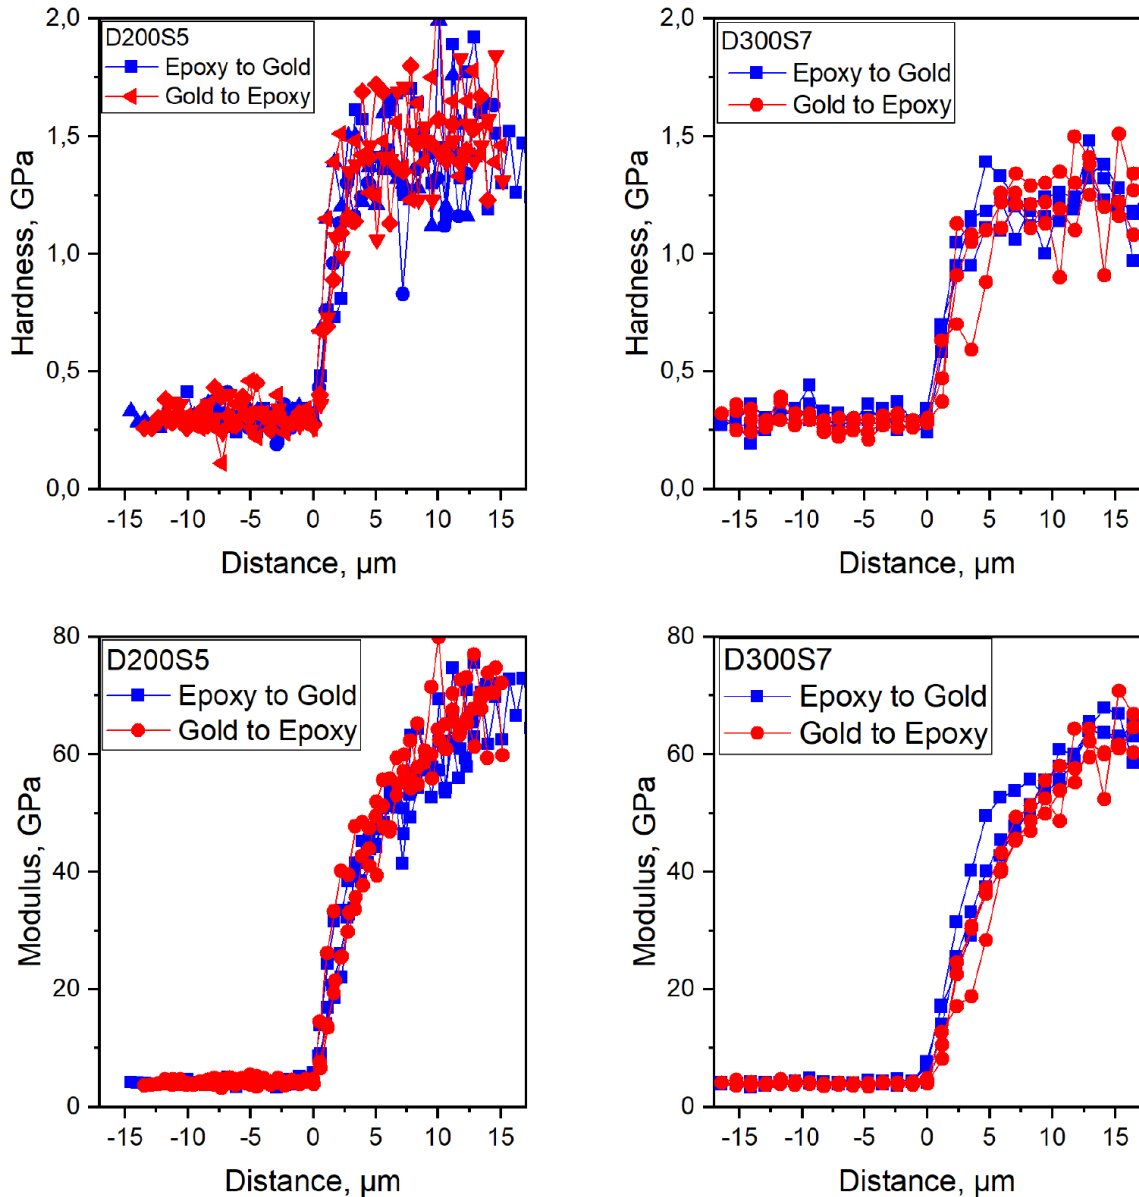 D200S5
Epoxy to Gold
Gold to Epoxy
2,0
1,5
1,0
0,5
0,0
Hardness, GPa
-15 -10 -5 0 5 10 15
Distance, µm
D300S7
Epoxy to Gold
Gold to Epoxy
2,0
1,5
1,0
0,5
0,0
Hardness, GPa
-15 -10 -5 0 5 10 15
Distance, µm
D200S5
Epoxy to Gold
Gold to Epoxy
80
60
40
20
0
Modulus, GPa
-15 -10 -5 0 5 10 15
Distance, µm
D300S7
Epoxy to Gold
Gold to Epoxy
80
60
40
20
0
Modulus, GPa
-15 -10 -5 0 5 10 15
Distance, µm